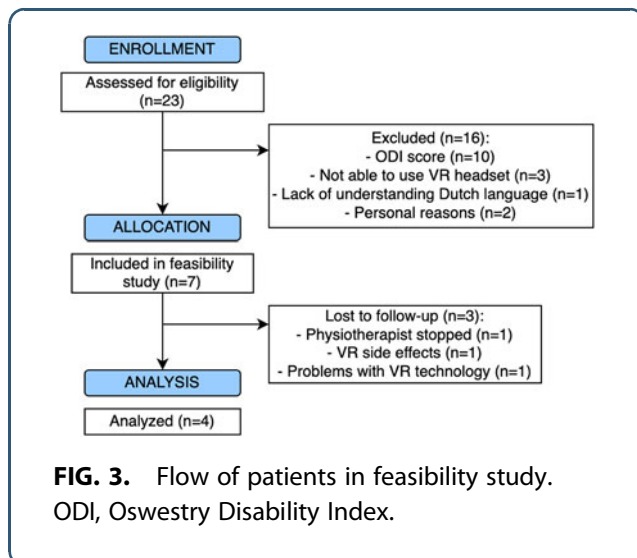 ENROLLMENT
Assessed for eligibility
(n=23)
Excluded (n=16):
- ODI score (n=10)
- Not able to use VR headset (n=3)
- Lack of understanding Dutch language (n=1)
- Personal reasons (n=2)
ALLOCATION
Included in feasibility
study (n=7)
Lost to follow-up (n=3):
- Physiotherapist stopped (n=1)
- VR side effects (n=1)
- Problems with VR technology (n=1)
ANALYSIS
Analyzed (n=4)
FIG. 3. Flow of patients in feasibility study.
ODI, Oswestry Disability Index.